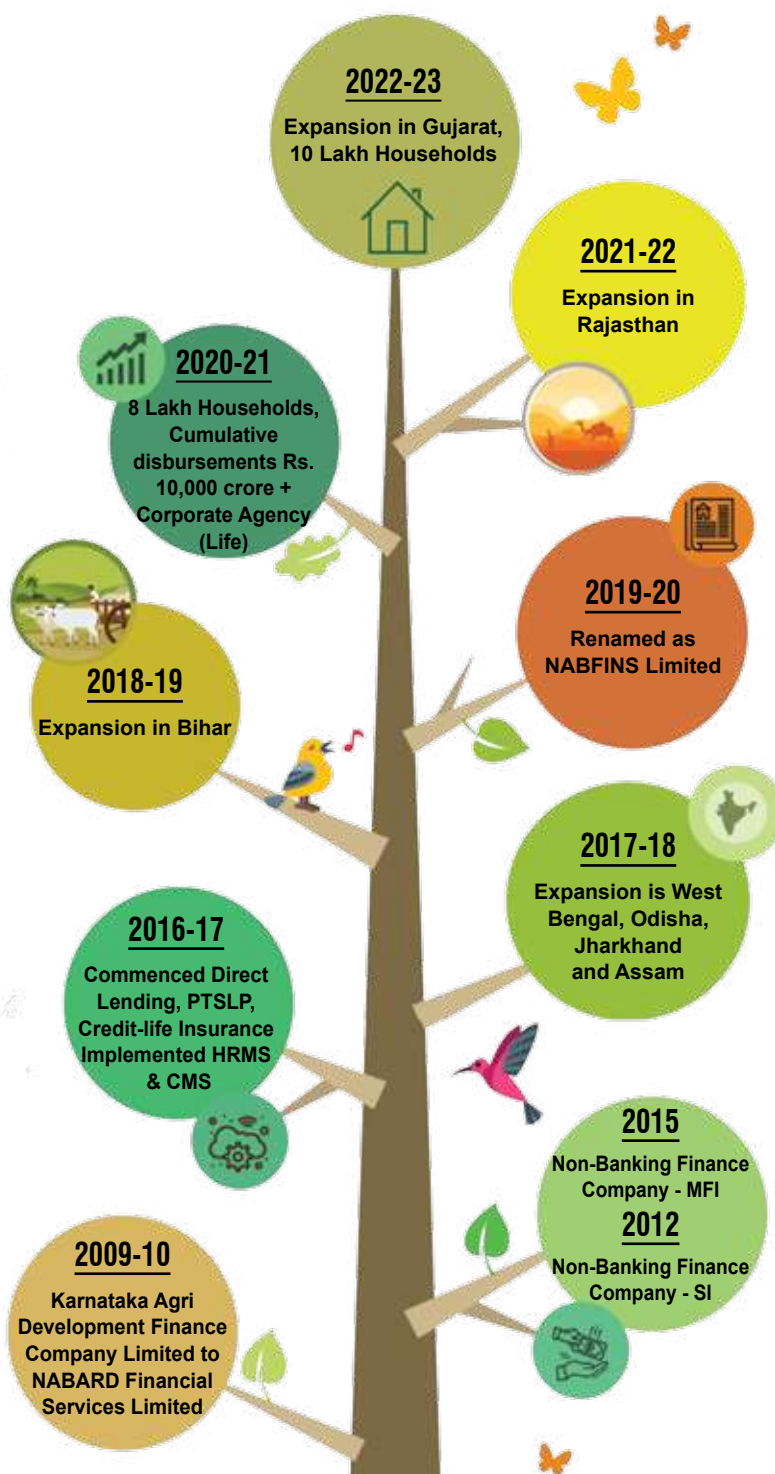 2022-23
Expansion in Gujarat,
10 Lakh Households
2021-22
Expansion in
Rajasthan
2020-21
8 Lakh Households,
Cumulative
disbursements Rs.
10,000 crore +
Corporate Agency
(Life)
2019-20
Renamed as
NABFINS Limited
2018-19
Expansion in Bihar
2017-18
Expansion is West
Bengal, Odisha,
Jharkhand
and Assam
2016-17
Commenced Direct
Lending, PTSLP,
Credit-life Insurance
Implemented HRMS
& CMS
2015
Non-Banking Finance
Company - MFI
2012
Non-Banking Finance
Company - SI
2009-10
Karnataka Agri
Development Finance
Company Limited to
NABARD Financial
Services Limited